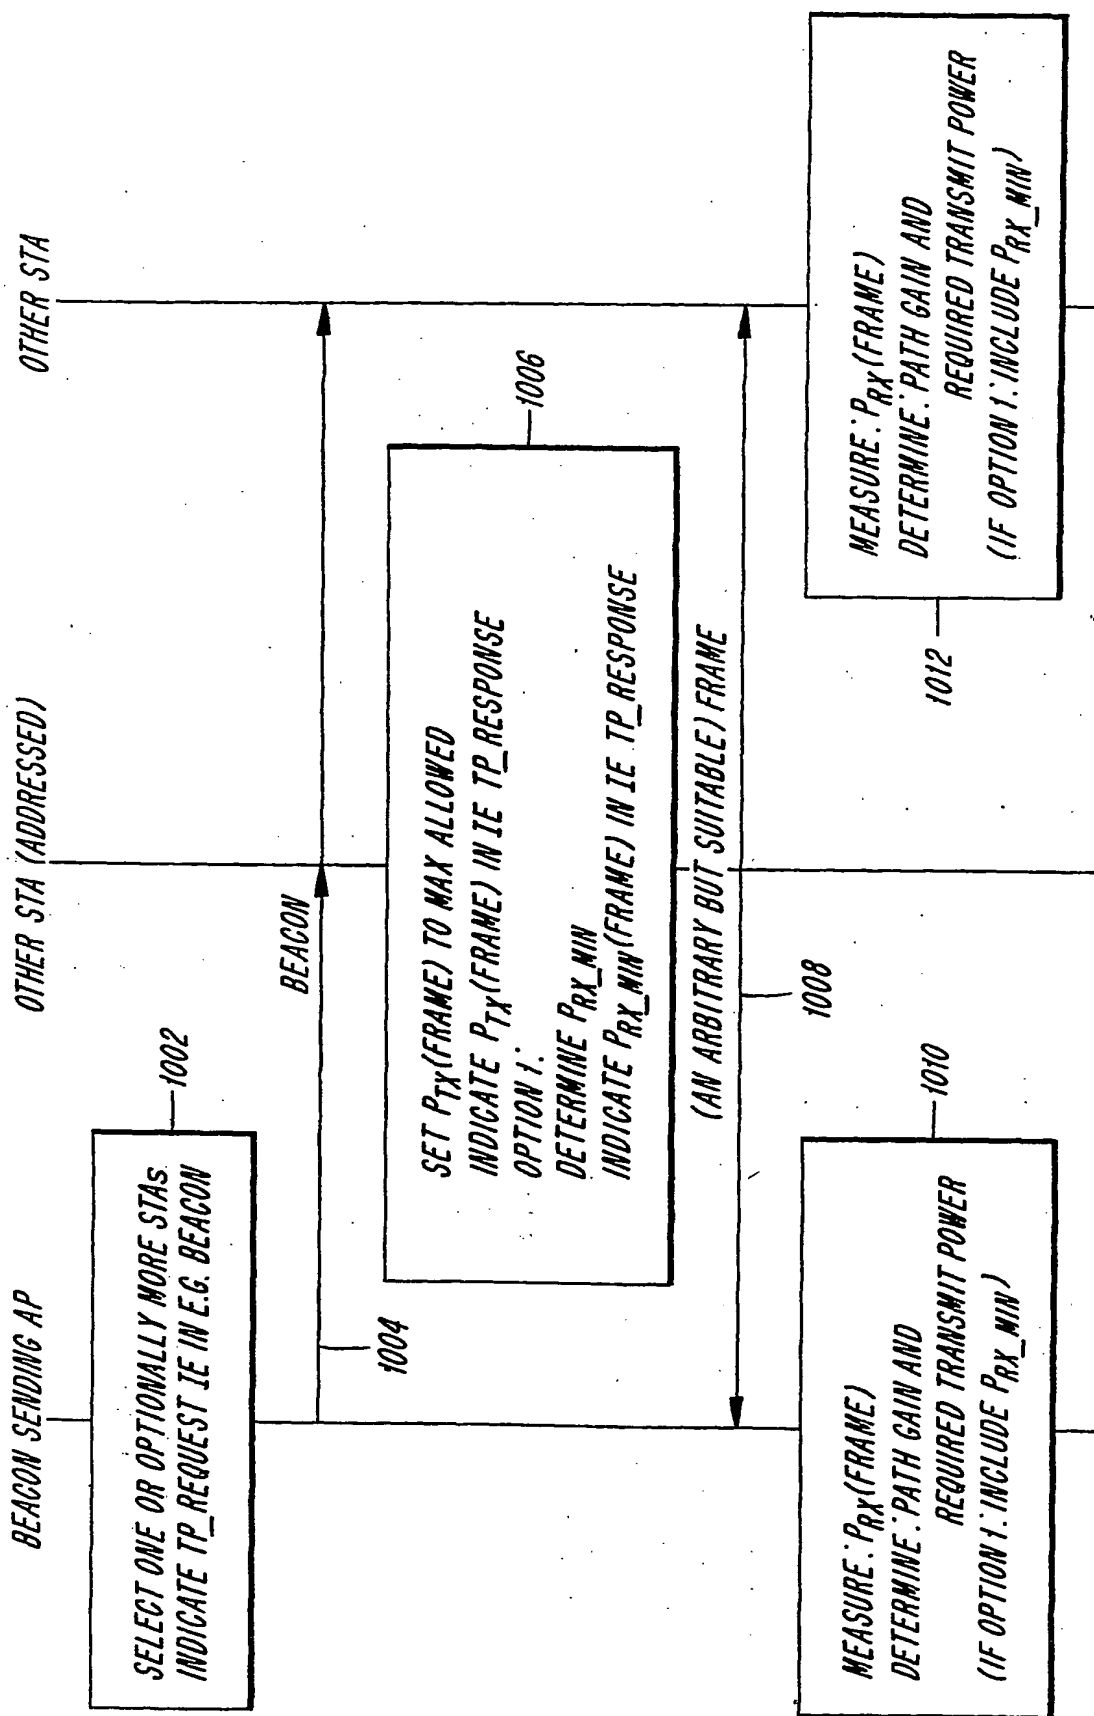 BEACON SENDING AP
OTHER STA (ADDRESSED)
OTHER STA
SELECT ONE OR OPTIONALLY MORE STAs
INDICATE TP_REQUEST IE IN E.G. BEACON
1002
BEACON
1004
SET P_TX(FRAME) TO MAX ALLOWED
INDICATE P_TX(FRAME) IN IE TP_RESPONSE
OPTION 1:
DETERMINE P_RX_MIN
INDICATE P_RX_MIN(FRAME) IN IE TP_RESPONSE
1006
(AN ARBITRARY BUT SUITABLE) FRAME
1008
MEASURE: P_RX(FRAME)
DETERMINE: PATH GAIN AND
REQUIRED TRANSMIT POWER
(IF OPTION 1: INCLUDE P_RX_MIN)
1010
MEASURE: P_RX(FRAME)
DETERMINE: PATH GAIN AND
REQUIRED TRANSMIT POWER
(IF OPTION 1: INCLUDE P_RX_MIN)
1012